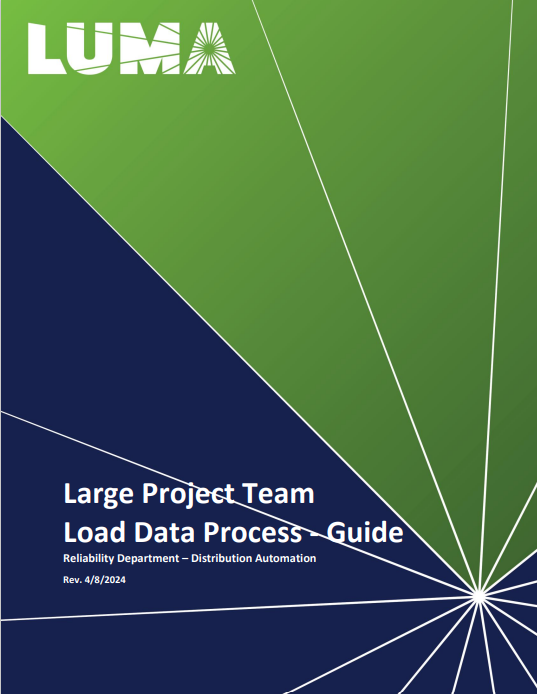 LUMA
Large Project Team
Load Data Process - Guide
Reliability Department – Distribution Automation
Rev. 4/8/2024